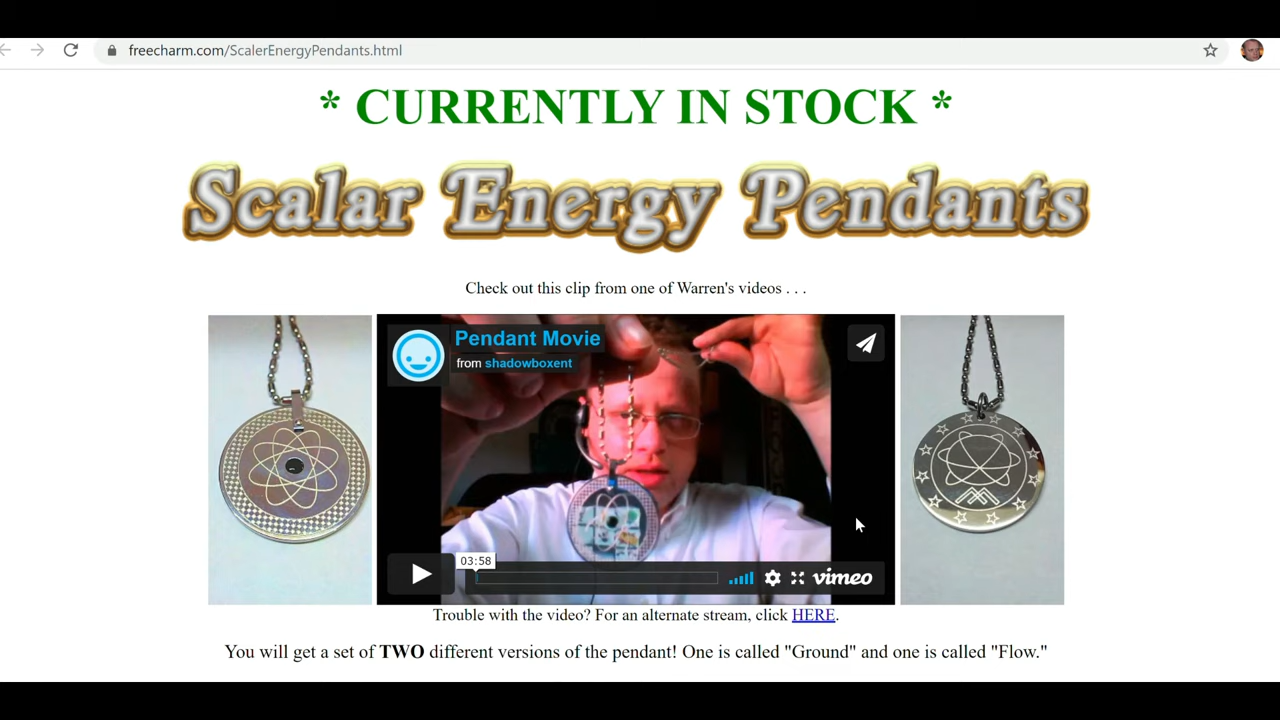 freecharm.com/ScalerEnergyPendants.html
* CURRENTLY IN STOCK *
Scalar Energy Pendants
Check out this clip from one of Warren's videos . . .
Pendant Movie
from shadowboxent
03:58
vimeo
Trouble with the video? For an alternate stream, click HERE.
You will get a set of TWO different versions of the pendant! One is called "Ground" and one is called "Flow."